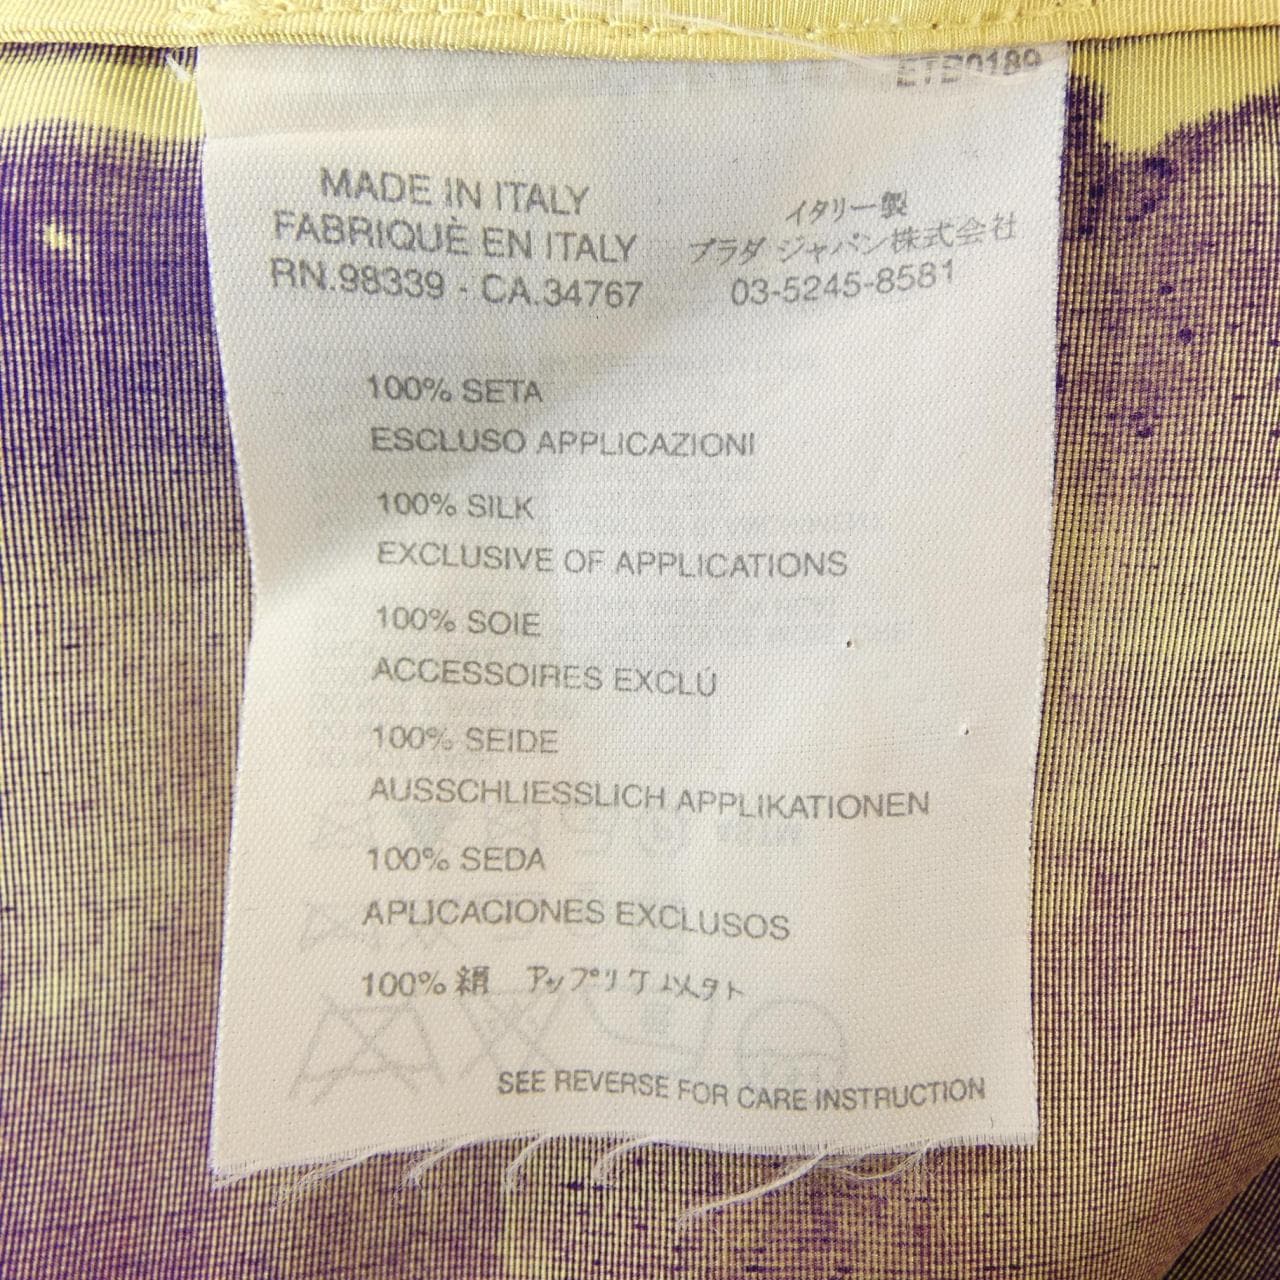 MADE IN ITALY
FABRIQUÈ EN ITALY
RN.98339 - CA.34767
イタリー製
プラダ ジャパン株式会社
03-5245-8581
100% SETA
ESCLUSO APPLICAZIONI
100% SILK
EXCLUSIVE OF APPLICATIONS
100% SOIE
ACCESSOIRES EXCLÚ
100% SEIDE
AUSSCHLIESSLICH APPLIKATIONEN
100% SEDA
APLICACIONES EXCLUSOS
100% 絹 アップリケ以タト
SEE REVERSE FOR CARE INSTRUCTION